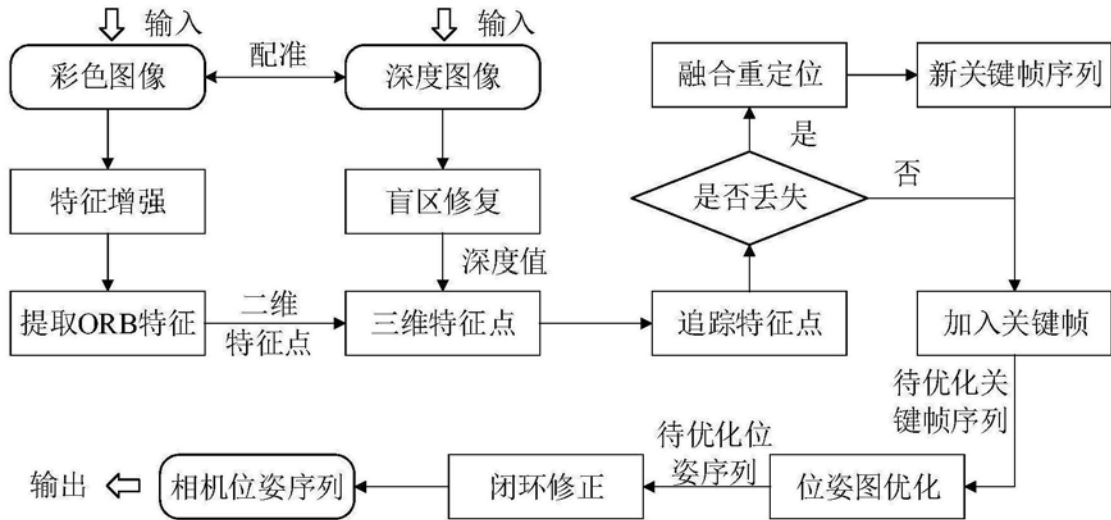 输入
输入
彩色图像
配准
深度图像
融合重定位
新关键帧序列
是
特征增强
盲区修复
是否丢失
否
深度值
提取ORB特征
二维
特征点
三维特征点
追踪特征点
加入关键帧
待优化关
键帧序列
待优化位
姿序列
输出
相机位姿序列
闭环修正
位姿图优化